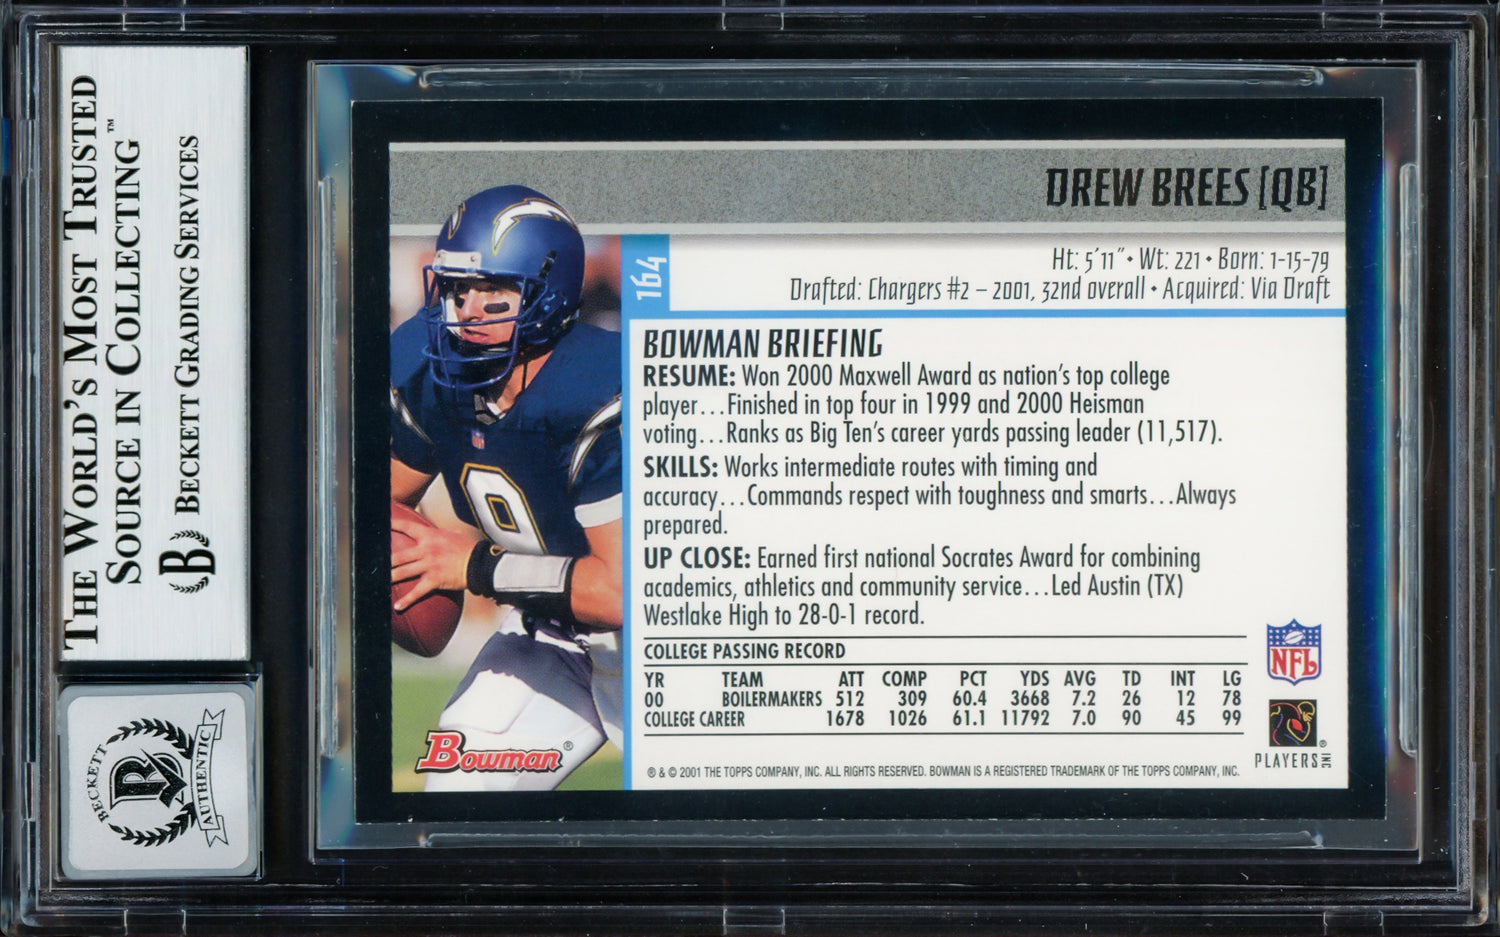 THE WORLD'S MOST TRUSTED
SOURCE IN COLLECTING™
BECKETT GRADING SERVICES
B
BECKETT
B
AUTHENTIC
DREW BREES [QB]
164
Ht: 5'11" • Wt: 221 • Born: 1-15-79
Drafted: Chargers #2 – 2001, 32nd overall • Acquired: Via Draft
BOWMAN BRIEFING
RESUME: Won 2000 Maxwell Award as nation's top college
player...Finished in top four in 1999 and 2000 Heisman
voting...Ranks as Big Ten's career yards passing leader (11,517).
SKILLS: Works intermediate routes with timing and
accuracy...Commands respect with toughness and smarts...Always
prepared.
UP CLOSE: Earned first national Socrates Award for combining
academics, athletics and community service...Led Austin (TX)
Westlake High to 28-0-1 record.
COLLEGE PASSING RECORD
YR TEAM ATT COMP PCT YDS AVG TD INT LG
00 BOILERMAKERS 512 309 60.4 3668 7.2 26 12 78
COLLEGE CAREER 1678 1026 61.1 11792 7.0 90 45 99
® & © 2001 THE TOPPS COMPANY, INC. ALL RIGHTS RESERVED. BOWMAN IS A REGISTERED TRADEMARK OF THE TOPPS COMPANY, INC.
9
Bowman®
NFL
PLAYERS INC ®